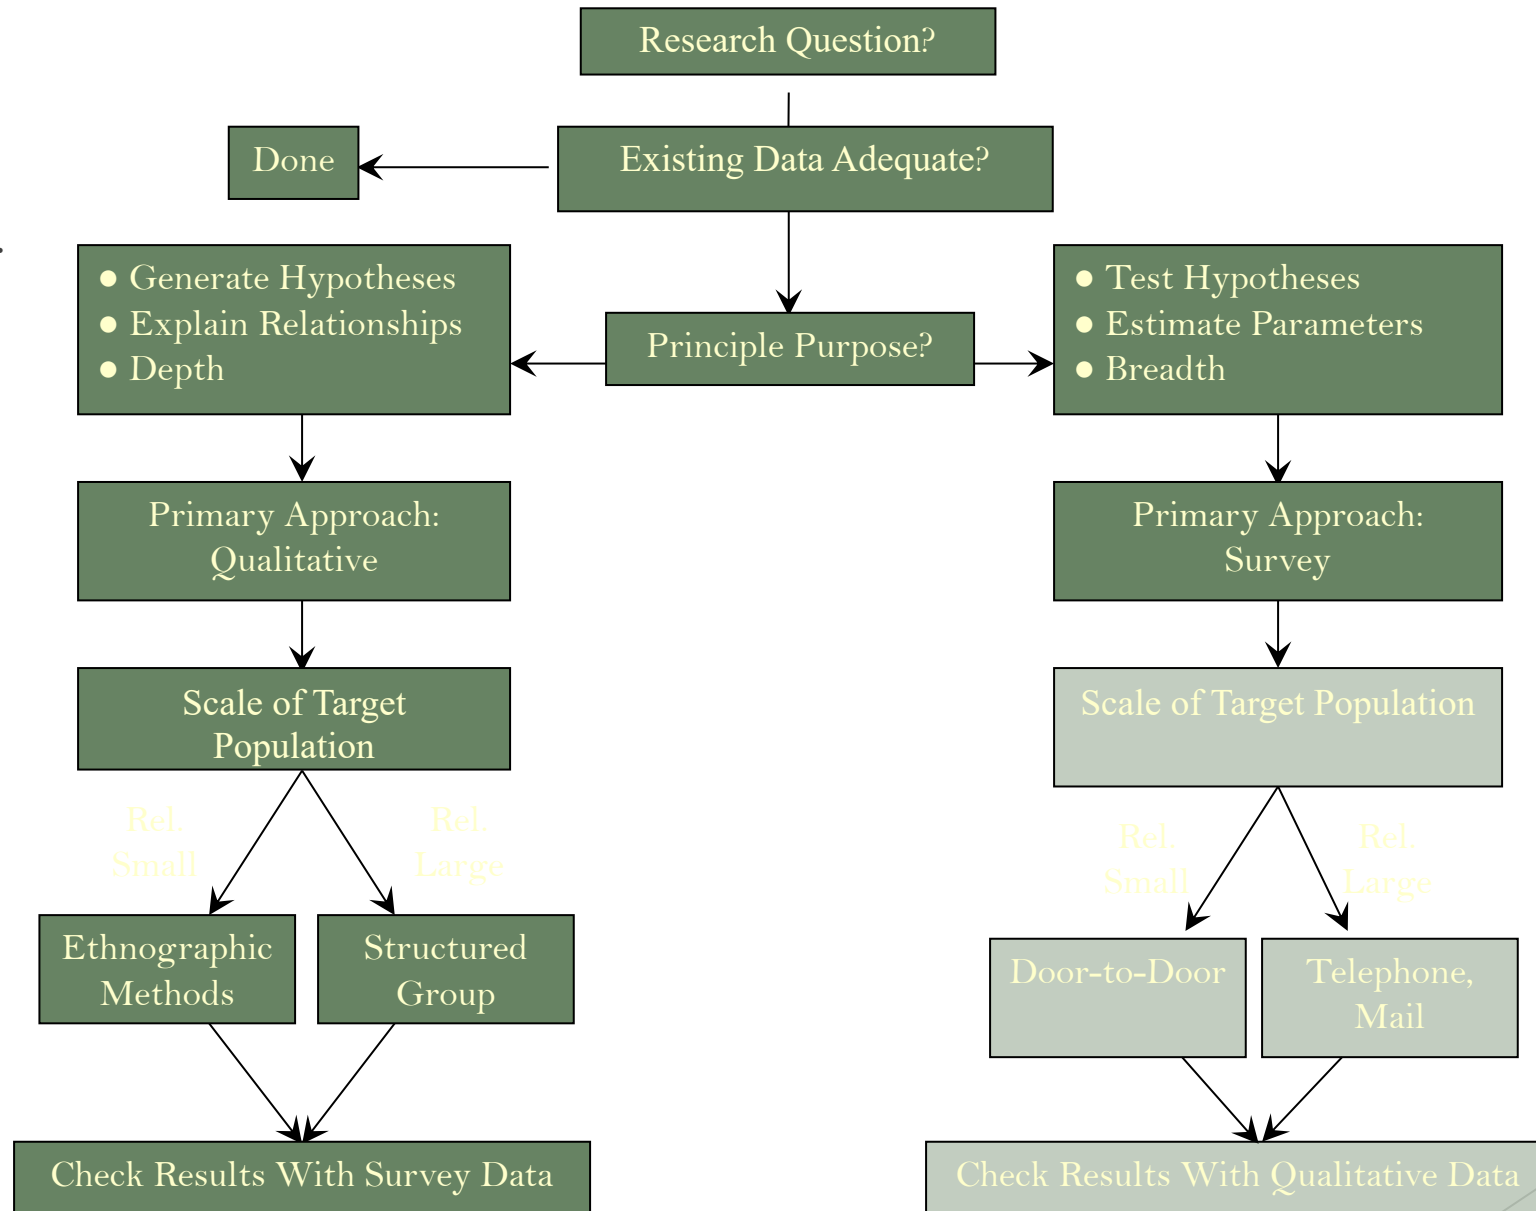 Research Question?
Done
Existing Data Adequate?
● Generate Hypotheses
● Explain Relationships
● Depth
Principle Purpose?
● Test Hypotheses
● Estimate Parameters
● Breadth
Primary Approach:
Qualitative
Primary Approach:
Survey
Scale of Target
Population
Scale of Target Population
Rel.
Small
Rel.
Large
Rel.
Small
Rel.
Large
Ethnographic
Methods
Structured
Group
Door-to-Door
Telephone,
Mail
Check Results With Survey Data
Check Results With Qualitative Data